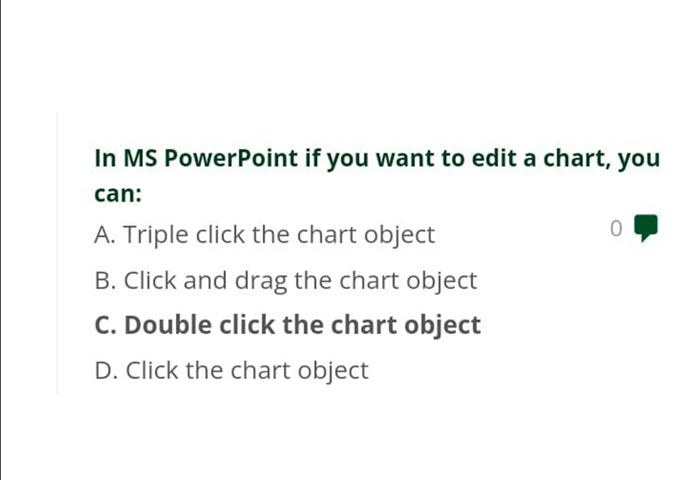 In MS PowerPoint if you want to edit a chart, you
can:
A. Triple click the chart object
0
B. Click and drag the chart object
C. Double click the chart object
D. Click the chart object